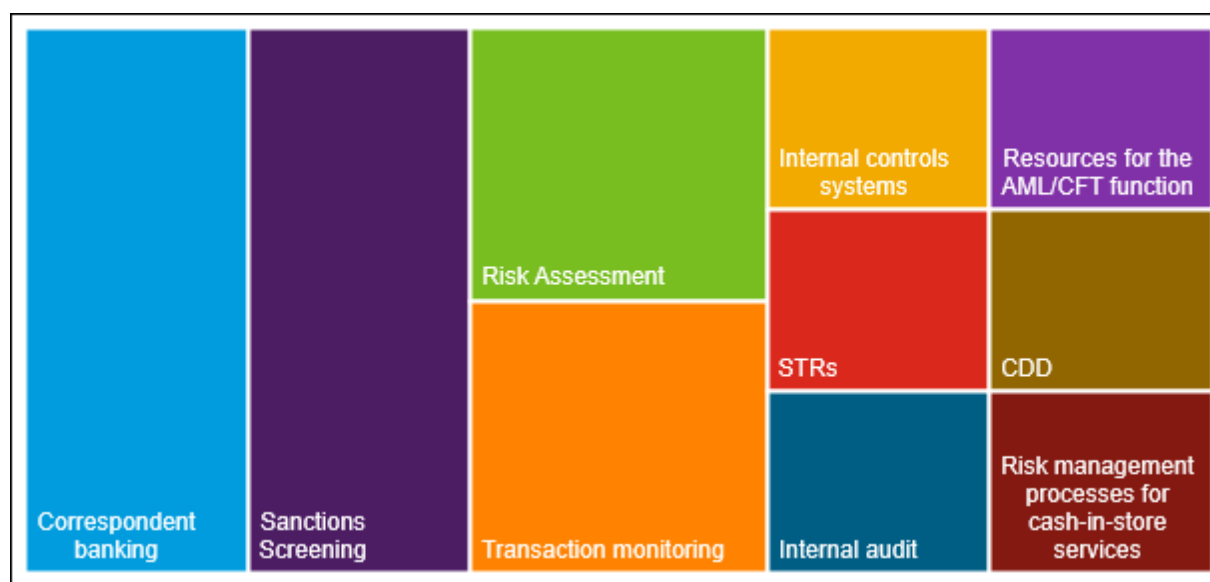 Correspondent
banking
Sanctions
Screening
Risk Assessment
Transaction monitoring
Internal controls
systems
STRs
Internal audit
Resources for the
AML/CFT function
CDD
Risk management
processes for
cash-in-store
services